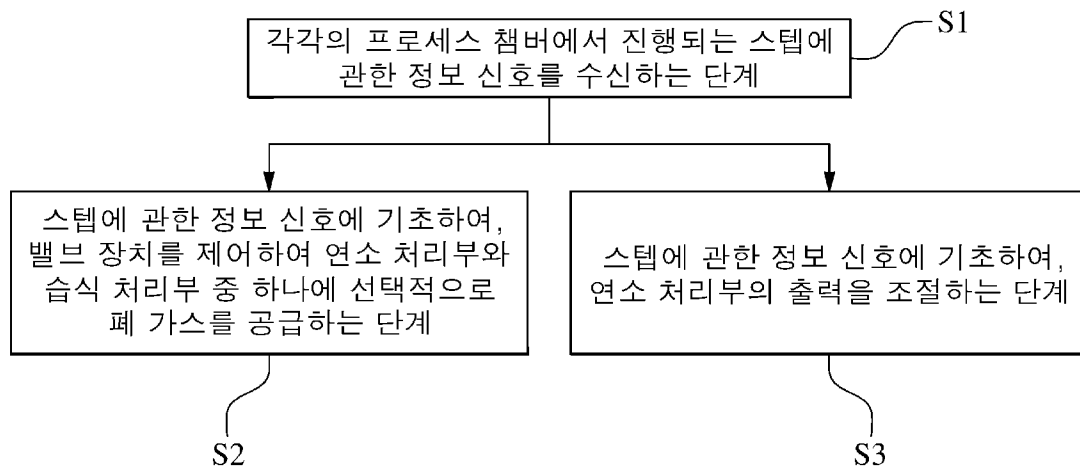 각각의 프로세스 챔버에서 진행되는 스텝에
관한 정보 신호를 수신하는 단계
S1
스텝에 관한 정보 신호에 기초하여,
밸브 장치를 제어하여 연소 처리부와
습식 처리부 중 하나에 선택적으로
폐 가스를 공급하는 단계
S2
스텝에 관한 정보 신호에 기초하여,
연소 처리부의 출력을 조절하는 단계
S3